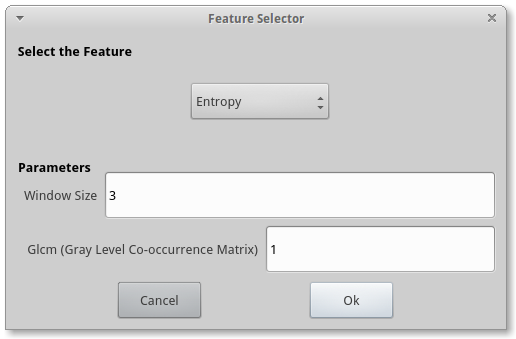 Feature Selector
Select the Feature
Entropy
Parameters
Window Size 3
Glcm (Gray Level Co-occurrence Matrix) 1
Cancel Ok